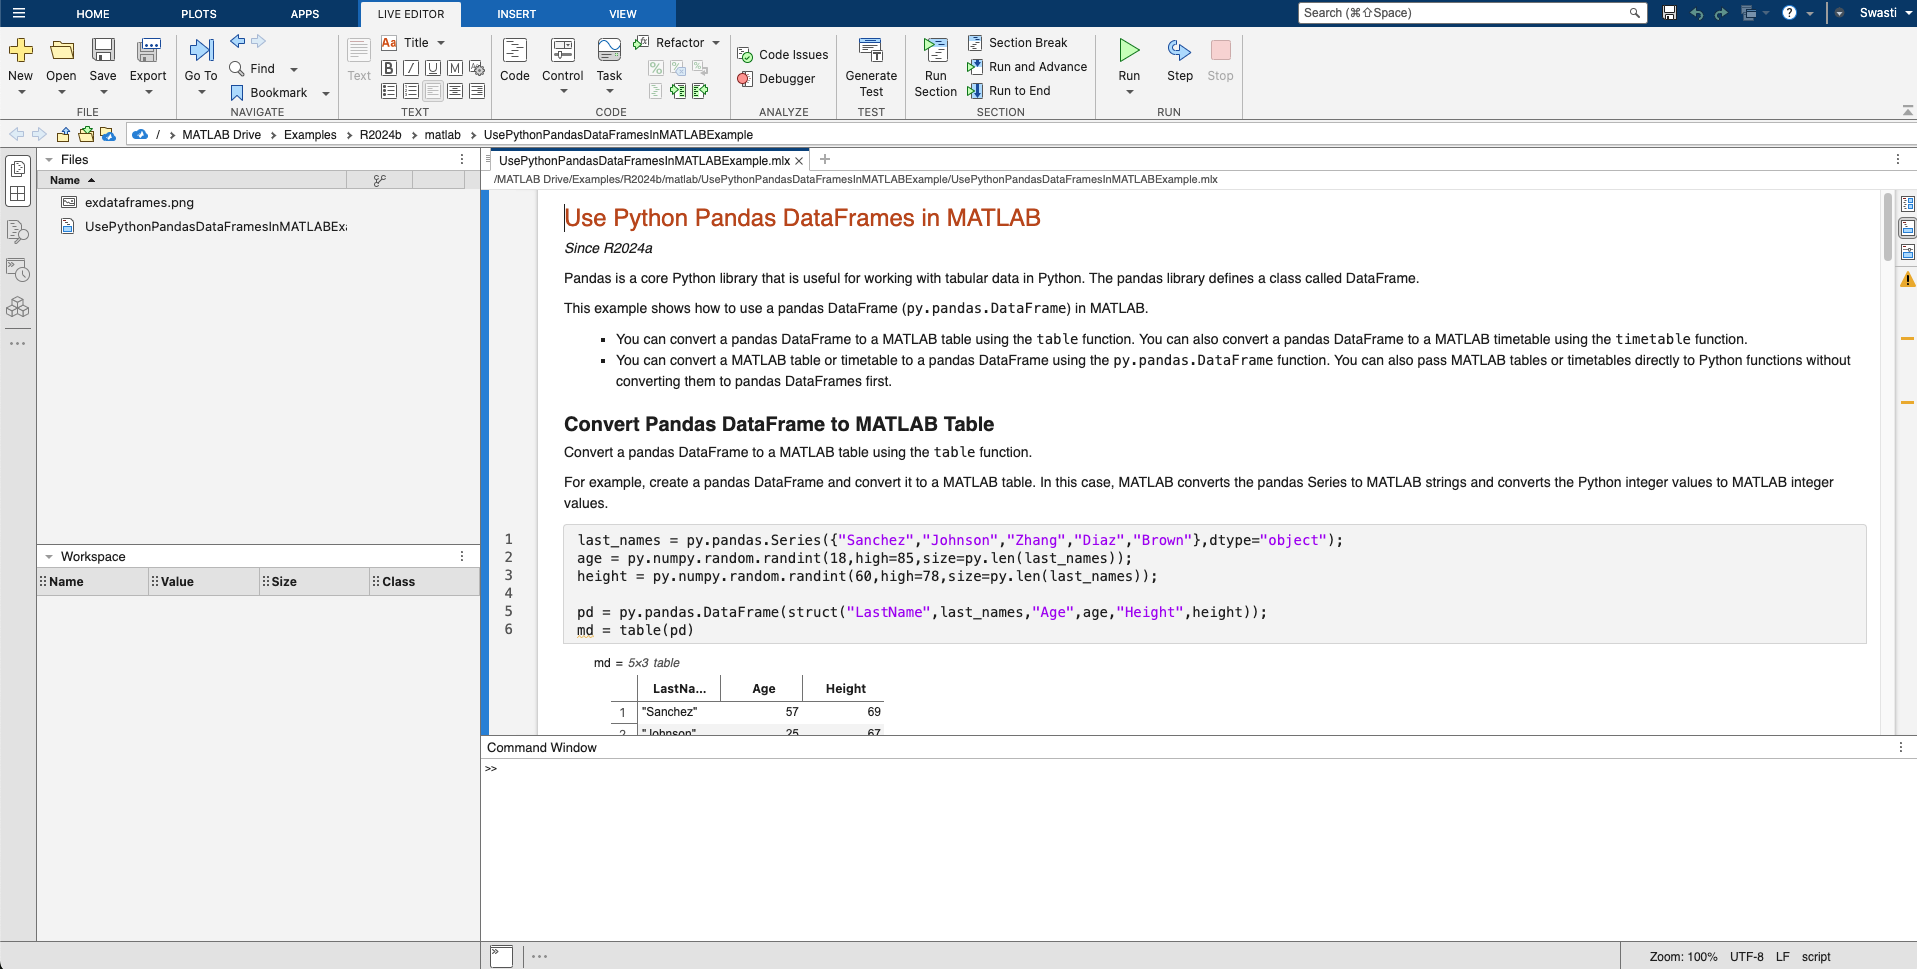 HOME PLOTS APPS LIVE EDITOR INSERT VIEW Search (⌘⇧Space) Swasti
New Open Save Export
FILE
Go To Find Bookmark
NAVIGATE
Text Aa Title B I U M
TEXT
Code Control Task Refactor
CODE
Code Issues
Debugger
ANALYZE
Generate Test
TEST
Run Section
Section Break
Run and Advance
Run to End
SECTION
Run Step Stop
RUN
/ › MATLAB Drive › Examples › R2024b › matlab › UsePythonPandasDataFramesInMATLABExample
Files
Name
exdataframes.png
UsePythonPandasDataFramesInMATLABEx
Workspace
Name Value Size Class
UsePythonPandasDataFramesInMATLABExample.mlx × +
/MATLAB Drive/Examples/R2024b/matlab/UsePythonPandasDataFramesInMATLABExample/UsePythonPandasDataFramesInMATLABExample.mlx
Use Python Pandas DataFrames in MATLAB
Since R2024a
Pandas is a core Python library that is useful for working with tabular data in Python. The pandas library defines a class called DataFrame.
This example shows how to use a pandas DataFrame (py.pandas.DataFrame) in MATLAB.
▪ You can convert a pandas DataFrame to a MATLAB table using the table function. You can also convert a pandas DataFrame to a MATLAB timetable using the timetable function.
▪ You can convert a MATLAB table or timetable to a pandas DataFrame using the py.pandas.DataFrame function. You can also pass MATLAB tables or timetables directly to Python functions without
converting them to pandas DataFrames first.
Convert Pandas DataFrame to MATLAB Table
Convert a pandas DataFrame to a MATLAB table using the table function.
For example, create a pandas DataFrame and convert it to a MATLAB table. In this case, MATLAB converts the pandas Series to MATLAB strings and converts the Python integer values to MATLAB integer
values.
1 last_names = py.pandas.Series({"Sanchez","Johnson","Zhang","Diaz","Brown"},dtype="object");
2 age = py.numpy.random.randint(18,high=85,size=py.len(last_names));
3 height = py.numpy.random.randint(60,high=78,size=py.len(last_names));
4
5 pd = py.pandas.DataFrame(struct("LastName",last_names,"Age",age,"Height",height));
6 md = table(pd)
md = 5×3 table
LastNa... Age Height
1 "Sanchez" 57 69
2 "Johnson" 25 67
Command Window
>>
Zoom: 100% UTF-8 LF script